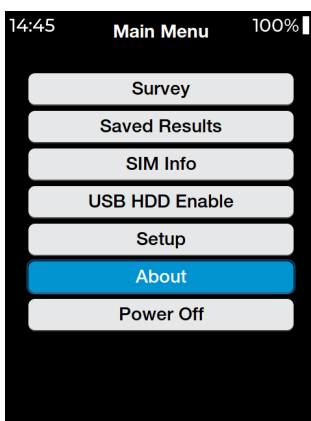 14:45 Main Menu 100%
Survey
Saved Results
SIM Info
USB HDD Enable
Setup
About
Power Off